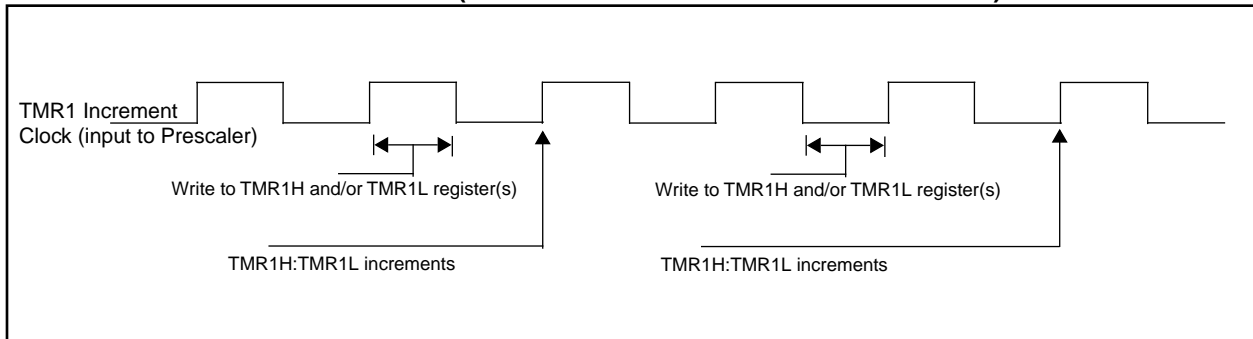 TMR1 Increment
Clock (input to Prescaler)
Write to TMR1H and/or TMR1L register(s)
Write to TMR1H and/or TMR1L register(s)
TMR1H:TMR1L increments
TMR1H:TMR1L increments